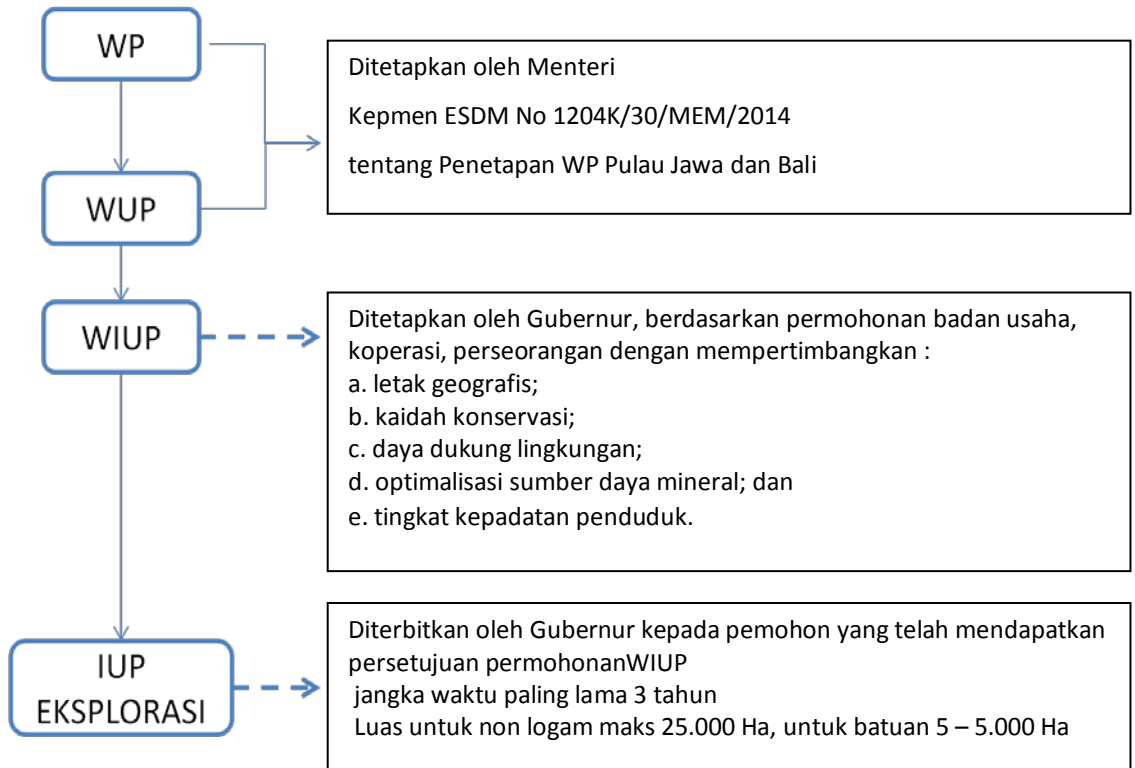 WP
Ditetapkan oleh Menteri
Kepmen ESDM No 1204K/30/MEM/2014
tentang Penetapan WP Pulau Jawa dan Bali
WUP
WIUP
Ditetapkan oleh Gubernur, berdasarkan permohonan badan usaha,
koperasi, perseorangan dengan mempertimbangkan :
a. letak geografis;
b. kaidah konservasi;
c. daya dukung lingkungan;
d. optimalisasi sumber daya mineral; dan
e. tingkat kepadatan penduduk.
IUP
EKSPLORASI
Diterbitkan oleh Gubernur kepada pemohon yang telah mendapatkan
persetujuan permohonanWIUP
jangka waktu paling lama 3 tahun
Luas untuk non logam maks 25.000 Ha, untuk batuan 5 – 5.000 Ha